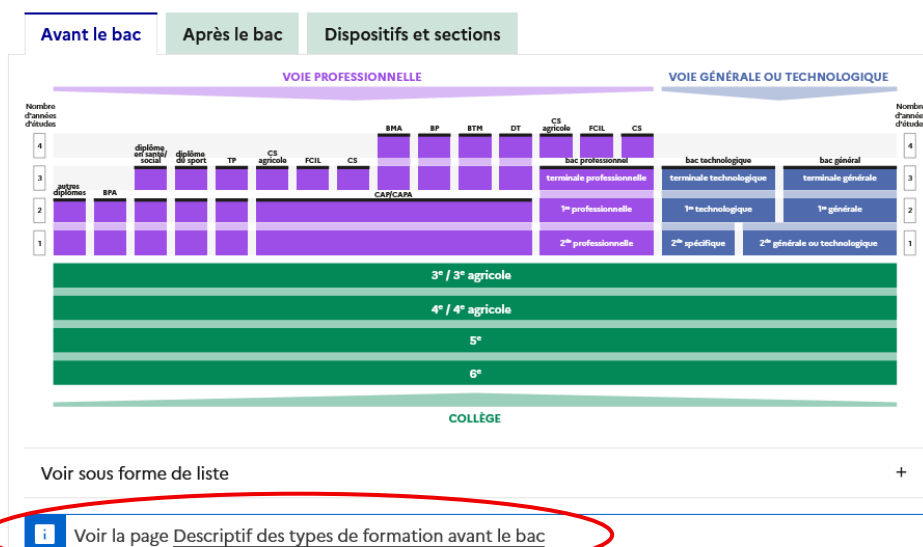 Avant le bac
Après le bac
Dispositifs et sections
VOIE PROFESSIONNELLE
VOIE GÉNÉRALE OU TECHNOLOGIQUE
Nombre
d'années
d'études
Nombre
d'années
d'études
BMA
BP
BTM
DT
CS
agricole
FCIL
CS
4
4
diplôme
en santé/
social
diplôme
de sport
TP
CS
agricole
FCIL
CS
bac professionnel
bac technologique
bac général
3
terminale professionnelle
terminale technologique
terminale générale
3
autres
diplômes
BPA
CAP/CAPA
2
1re professionnelle
1re technologique
1re générale
2
1
2de professionnelle
2de spécifique
2de générale ou technologique
1
3e / 3e agricole
4e / 4e agricole
5e
6e
COLLÈGE
Voir sous forme de liste
+
i
Voir la page Descriptif des types de formation avant le bac